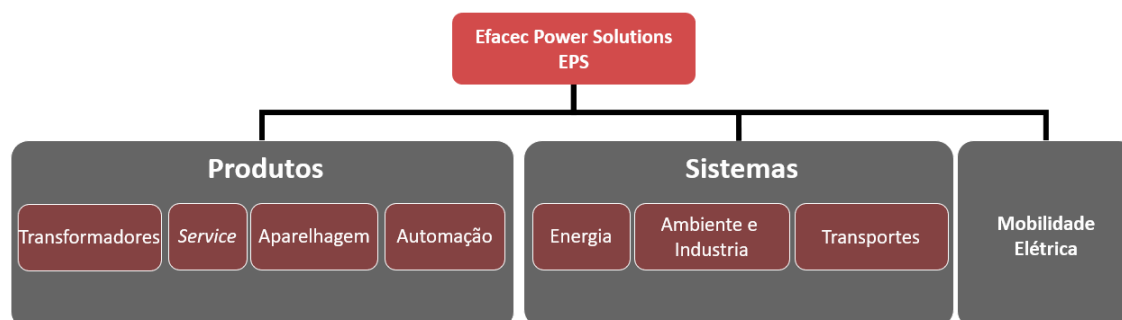 Efacec Power Solutions
EPS
Produtos
Transformadores
Service
Aparelhagem
Automação
Sistemas
Energia
Ambiente e
Industria
Transportes
Mobilidade
Elétrica